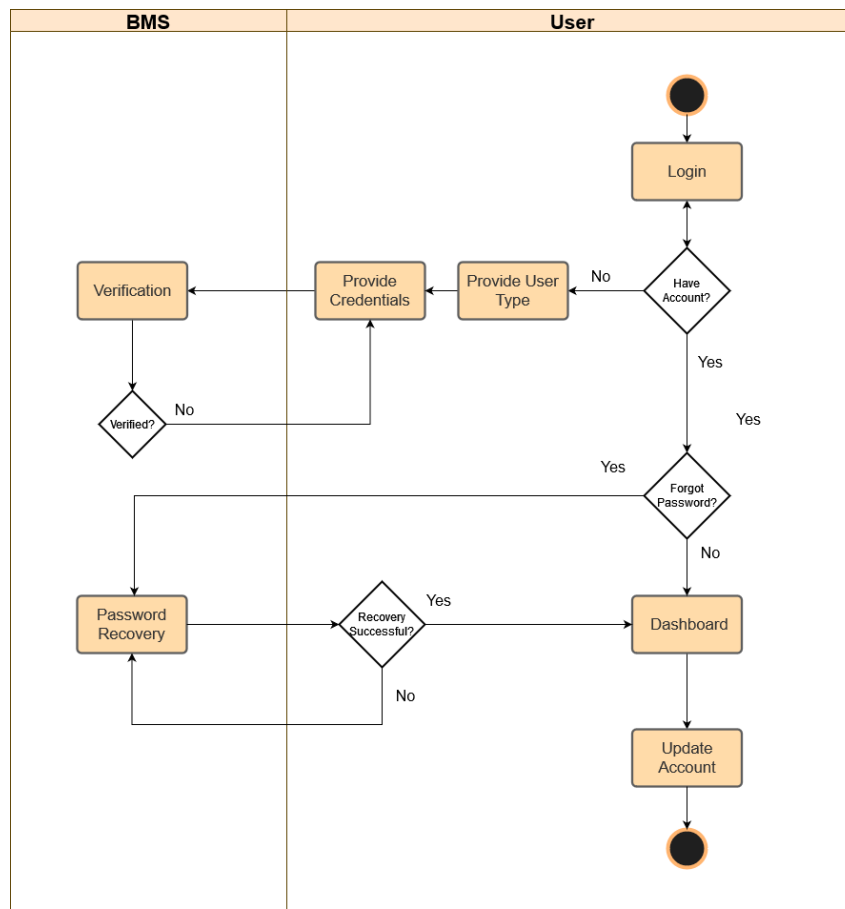 BMS
User
Login
Verification
Provide
Credentials
Provide User
Type
No
Have
Account?
Yes
Verified?
No
Yes
Yes
Forgot
Password?
No
Password
Recovery
Recovery
Successful?
Yes
Dashboard
No
Update
Account